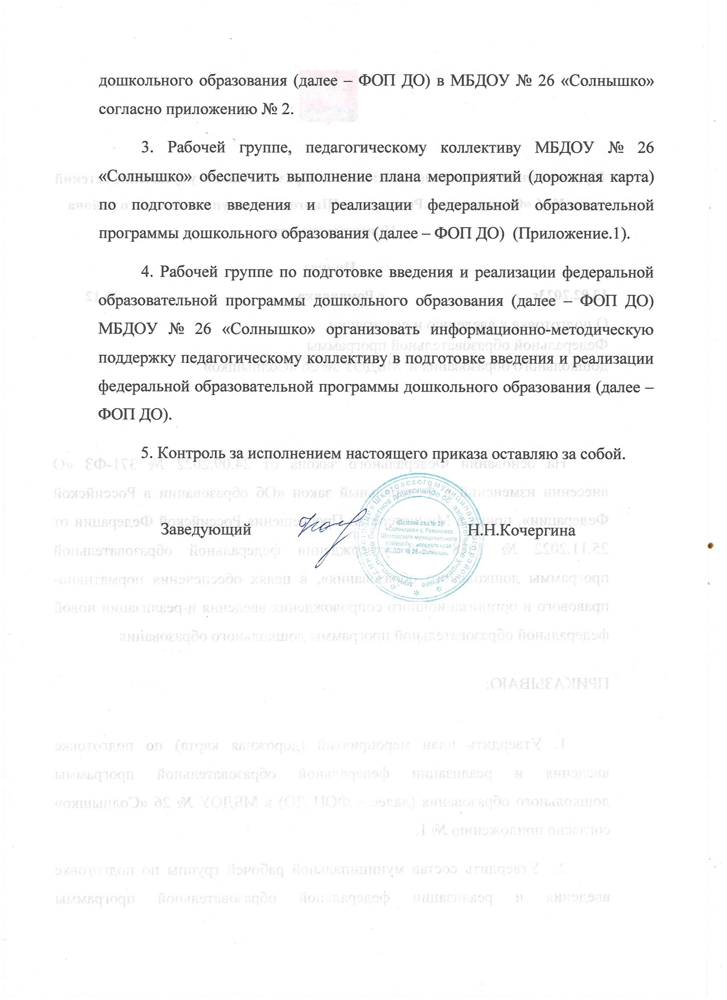 дошкольного образования (далее – ФОП ДО) в МБДОУ № 26 «Солнышко»
согласно приложению № 2.
3. Рабочей группе, педагогическому коллективу МБДОУ № 26
«Солнышко» обеспечить выполнение плана мероприятий (дорожная карта)
по подготовке введения и реализации федеральной образовательной
программы дошкольного образования (далее – ФОП ДО) (Приложение.1).
4. Рабочей группе по подготовке введения и реализации федеральной
образовательной программы дошкольного образования (далее – ФОП ДО)
МБДОУ № 26 «Солнышко» организовать информационно-методическую
поддержку педагогическому коллективу в подготовке введения и реализации
федеральной образовательной программы дошкольного образования (далее –
ФОП ДО).
5. Контроль за исполнением настоящего приказа оставляю за собой.
Заведующий Н.Н.Кочергина
Шкотовского муниципального района
бюджетное дошкольное
учреждение
«Детский сад № 26
«Солнышко» с. Романовка
Шкотовского муниципального
района края
МБДОУ № 26